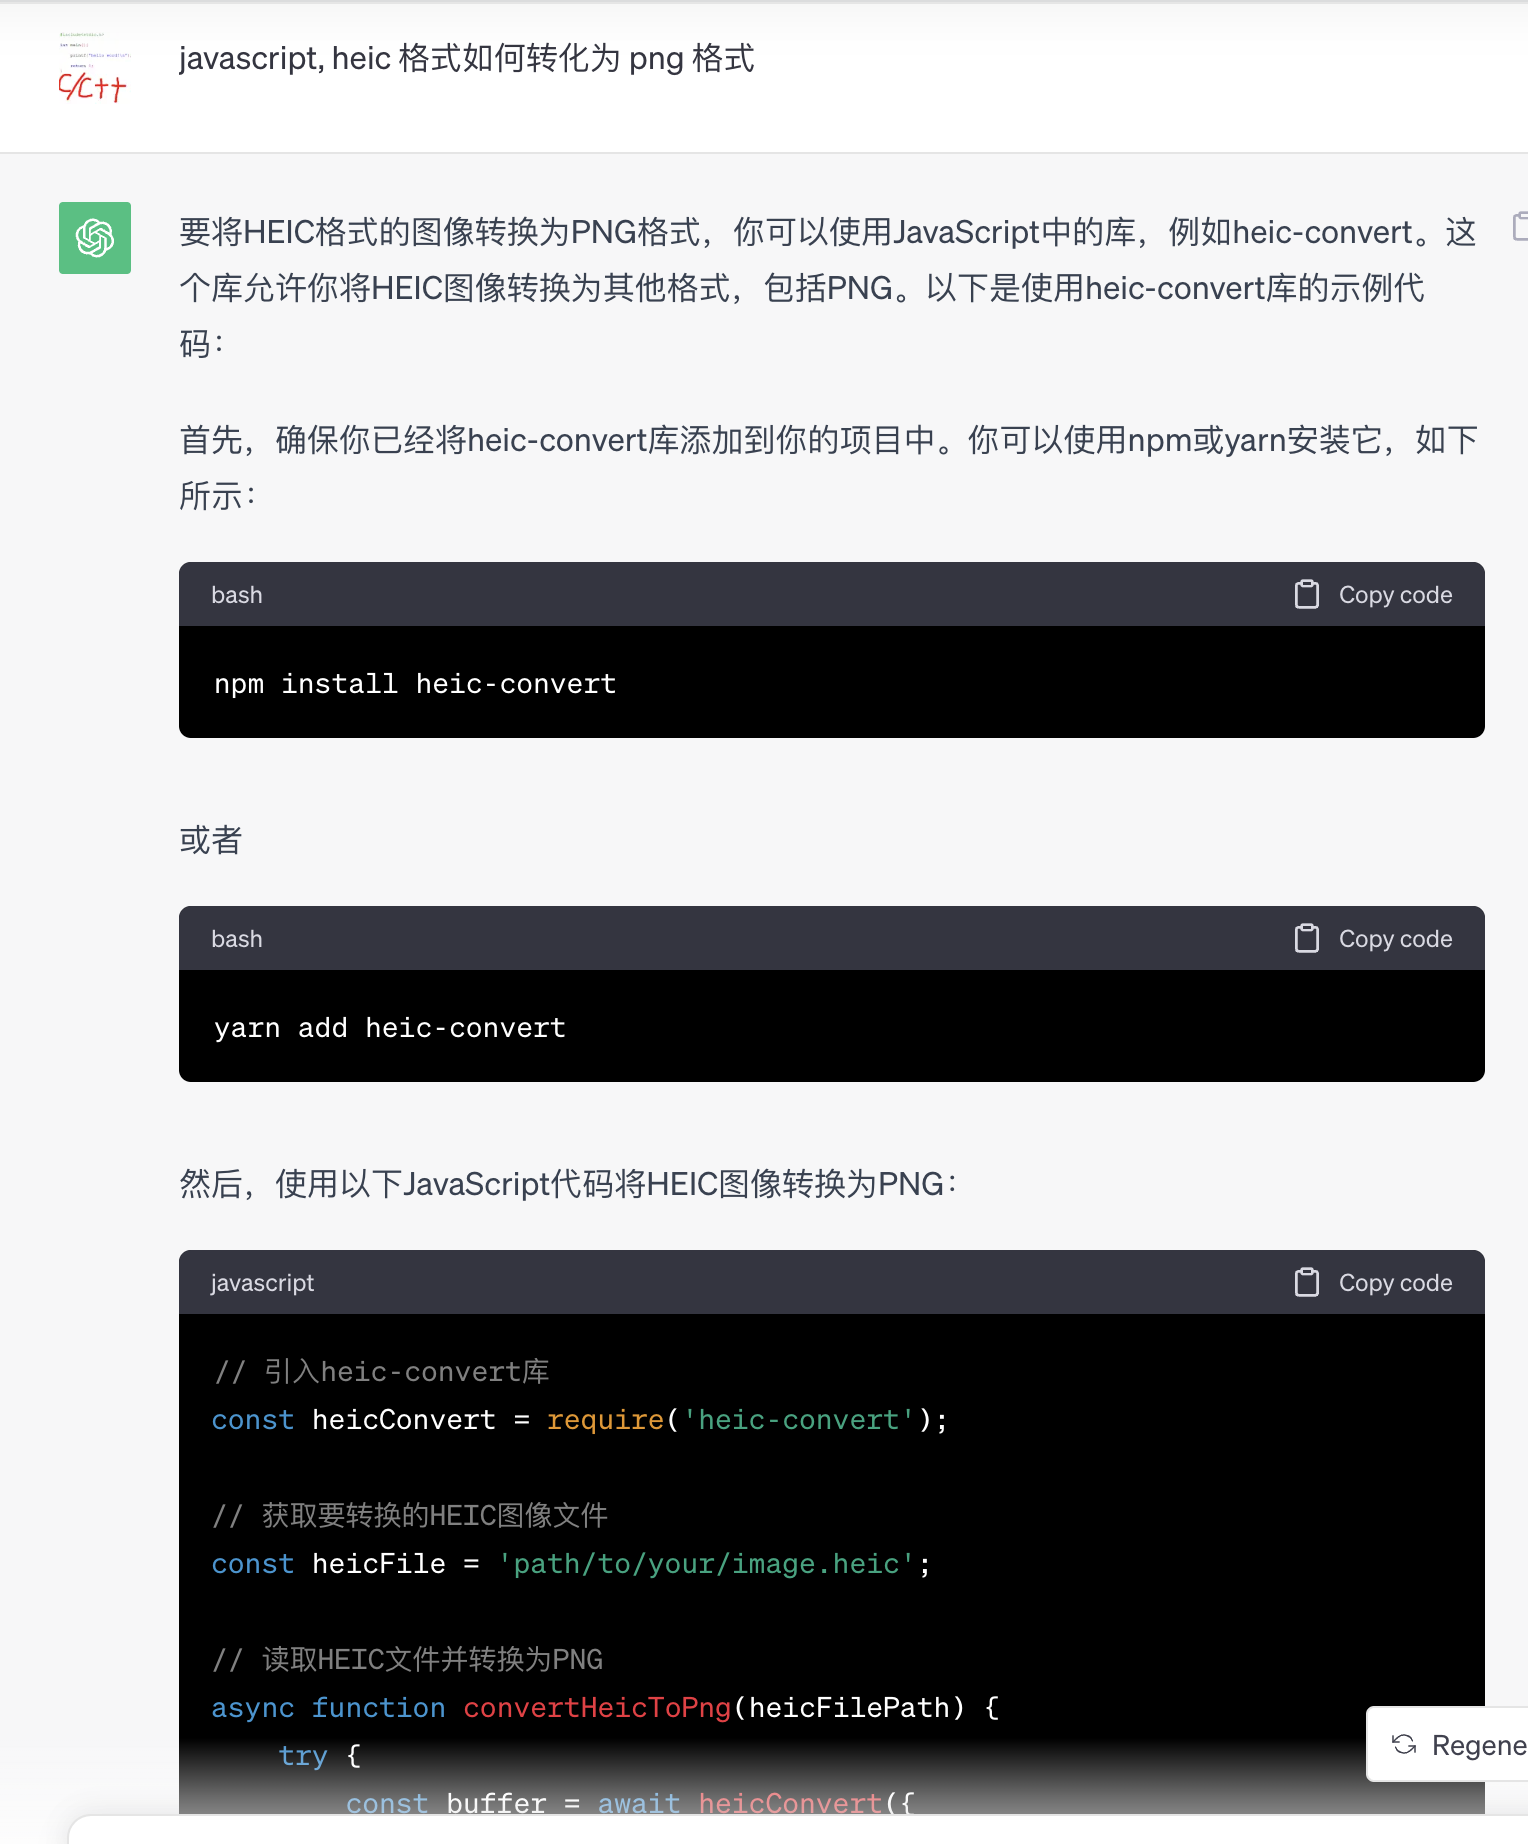 C/C++
javascript, heic 格式如何转化为 png 格式
要将HEIC格式的图像转换为PNG格式，你可以使用JavaScript中的库，例如heic-convert。这
个库允许你将HEIC图像转换为其他格式，包括PNG。以下是使用heic-convert库的示例代
码：
首先，确保你已经将heic-convert库添加到你的项目中。你可以使用npm或yarn安装它，如下
所示：
bash
Copy code
npm install heic-convert
或者
bash
Copy code
yarn add heic-convert
然后，使用以下JavaScript代码将HEIC图像转换为PNG：
javascript
Copy code
// 引入heic-convert库
const heicConvert = require('heic-convert');
// 获取要转换的HEIC图像文件
const heicFile = 'path/to/your/image.heic';
// 读取HEIC文件并转换为PNG
async function convertHeicToPng(heicFilePath) {
try {
const buffer = await heicConvert({
Regene